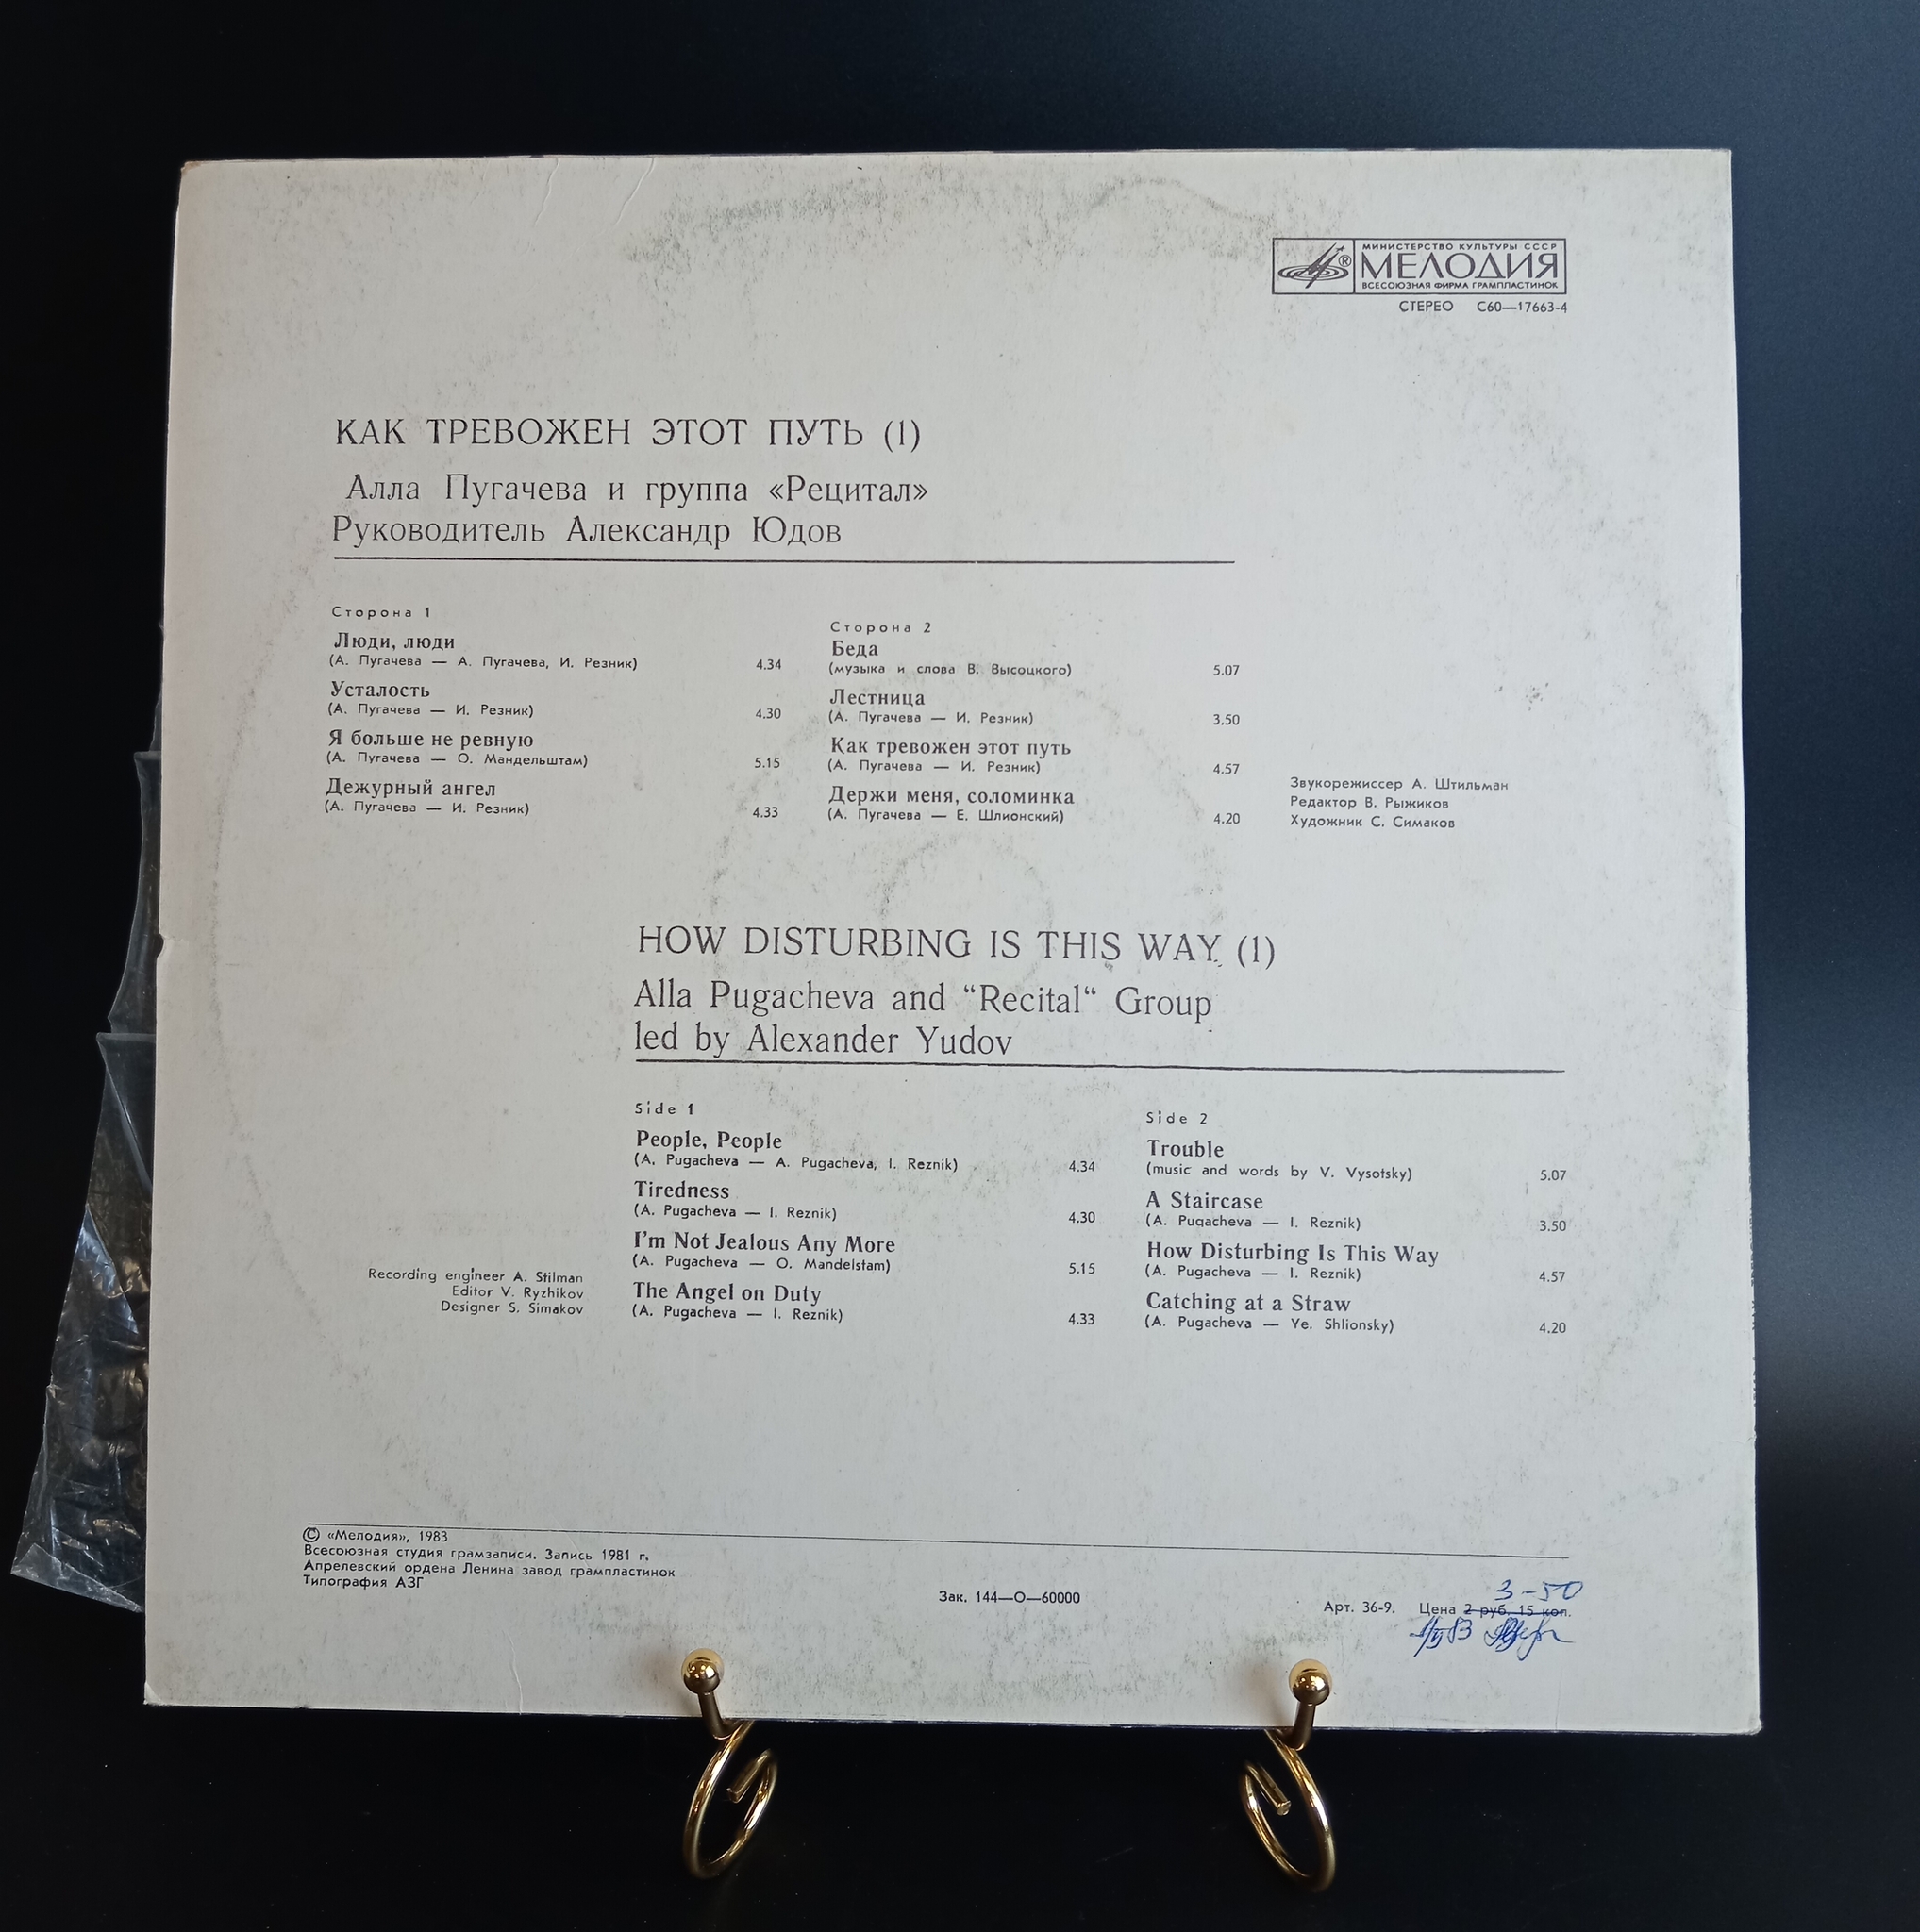 МИНИСТЕРСТВО КУЛЬТУРЫ СССР
МЕЛОДИЯ
ВСЕСОЮЗНАЯ ФИРМА ГРАМПЛАСТИНОК
СТЕРЕО С60—17663-4
КАК ТРЕВОЖЕН ЭТОТ ПУТЬ (1)
Алла Пугачева и группа «Рецитал»
Руководитель Александр Юдов
Сторона 1
Люди, люди
(А. Пугачева — А. Пугачева, И. Резник) 4.34
Усталость
(А. Пугачева — И. Резник) 4.30
Я больше не ревную
(А. Пугачева — О. Мандельштам) 5.15
Дежурный ангел
(А. Пугачева — И. Резник) 4.33
Сторона 2
Беда
(музыка и слова В. Высоцкого) 5.07
Лестница
(А. Пугачева — И. Резник) 3.50
Как тревожен этот путь
(А. Пугачева — И. Резник) 4.57
Держи меня, соломинка
(А. Пугачева — Е. Шлионский) 4.20
Звукорежиссер А. Штильман
Редактор В. Рыжиков
Художник С. Симаков
HOW DISTURBING IS THIS WAY (1)
Alla Pugacheva and “Recital“ Group
led by Alexander Yudov
Side 1
People, People
(A. Pugacheva — A. Pugacheva, I. Reznik) 4.34
Tiredness
(A. Pugacheva — I. Reznik) 4.30
I'm Not Jealous Any More
(A. Pugacheva — O. Mandelstam) 5.15
The Angel on Duty
(A. Pugacheva — I. Reznik) 4.33
Side 2
Trouble
(music and words by V. Vysotsky) 5.07
A Staircase
(A. Pugacheva — I. Reznik) 3.50
How Disturbing Is This Way
(A. Pugacheva — I. Reznik) 4.57
Catching at a Straw
(A. Pugacheva — Ye. Shlionsky) 4.20
Recording engineer A. Stilman
Editor V. Ryzhikov
Designer S. Simakov
© «Мелодия», 1983
Всесоюзная студия грамзаписи. Запись 1981 г.
Апрелевский ордена Ленина завод грампластинок
Типография АЗГ
Зак. 144—О—60000
3-50
Арт. 36-9. Цена 2 руб. 15 коп.